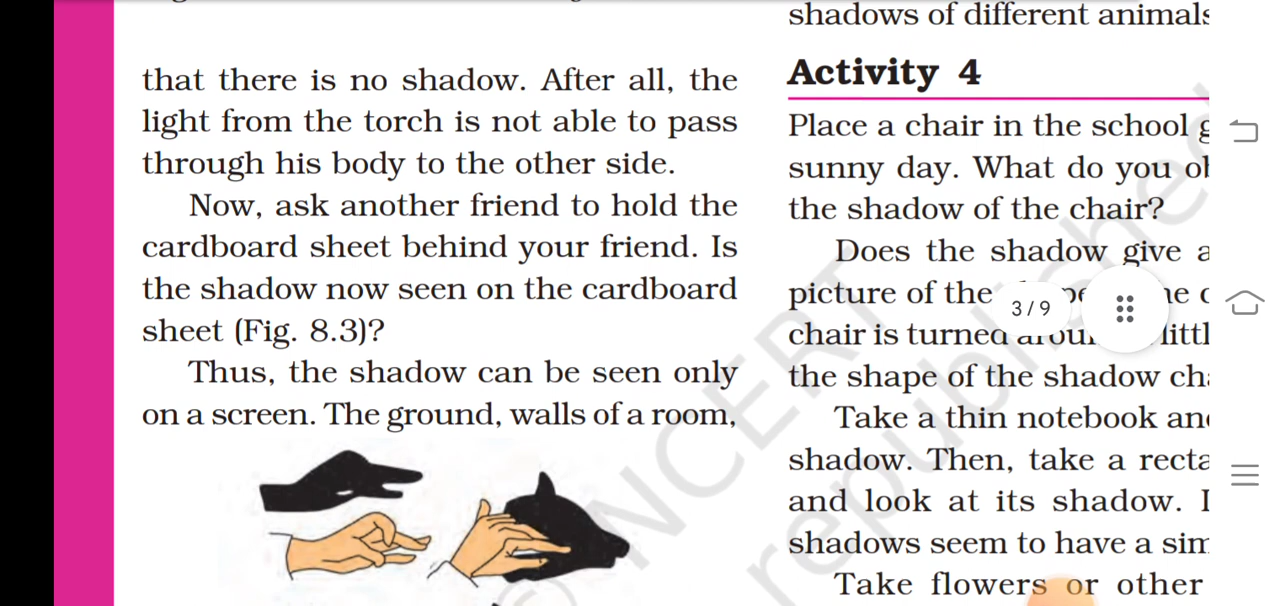 that there is no shadow. After all, the
light from the torch is not able to pass
through his body to the other side.
Now, ask another friend to hold the
cardboard sheet behind your friend. Is
the shadow now seen on the cardboard
sheet (Fig. 8.3)?
Thus, the shadow can be seen only
on a screen. The ground, walls of a room,
shadows of different animals
Activity 4
Place a chair in the school
sunny day. What do you
the shadow of the chair?
Does the shadow give a
picture of the
chair is turned
the shape of the shadow
Take a thin notebook
shadow. Then, take a
and look at its shadow.
shadows seem to have a
Take flowers or other
3/9
© NCERT
republished